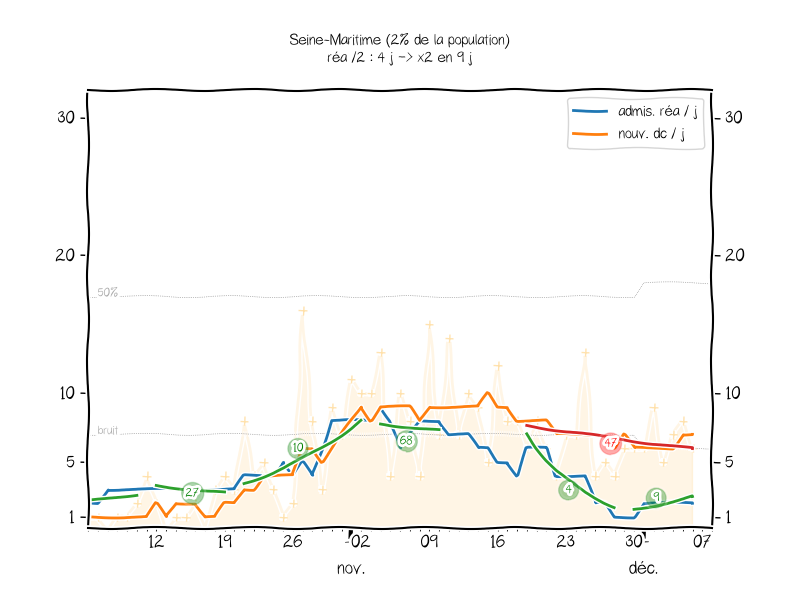 Seine-Maritime (2% de la population)
réa /2 : 4 j -> x2 en 9 j
admis. réa / j
nouv. dc / j
30 30
20 20
50%
10 10
bruit
10
68
47
5 5
27
4
9
1 1
12 19 26 02 09 16 23 30 07
nov. déc.